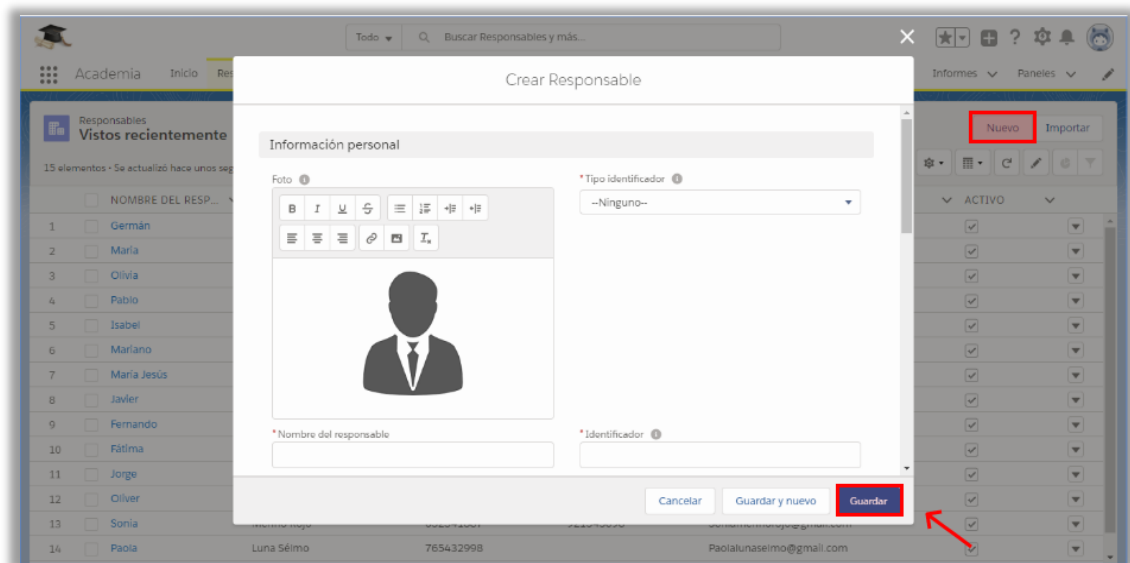 Todo
Buscar Responsables y más...
Academia Inicio Res
Informes Paneles
Responsables
Vistos recientemente
Nuevo Importar
15 elementos • Se actualizó hace unos seg
Crear Responsable
Información personal
Foto
*Tipo identificador
--Ninguno--
B I U S
*Nombre del responsable
*Identificador
Cancelar Guardar y nuevo Guardar
NOMBRE DEL RESP... ACTIVO
1 Germán
2 María
3 Olivia
4 Pablo
5 Isabel
6 Mariano
7 María Jesús
8 Javier
9 Fernando
10 Fátima
11 Jorge
12 Oliver
13 Sonia
14 Paola Luna Sélmo 765432998 Paolalunaselmo@gmail.com